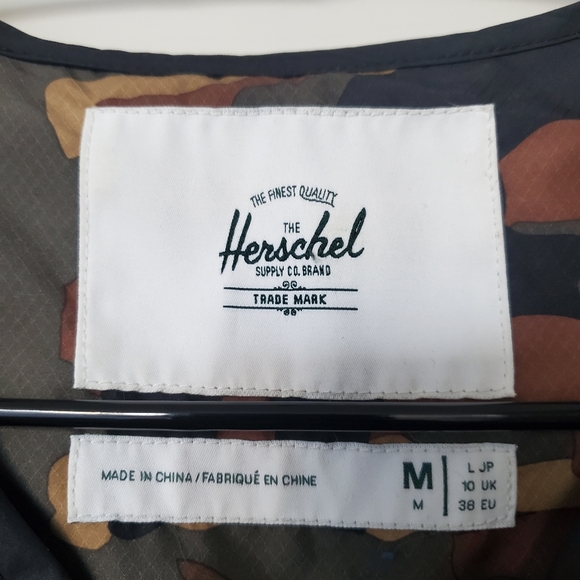 THE FINEST QUALITY
THE
Herschel
SUPPLY CO. BRAND
TRADE MARK
MADE IN CHINA / FABRIQUÉ EN CHINE
M
M
L JP
10 UK
38 EU